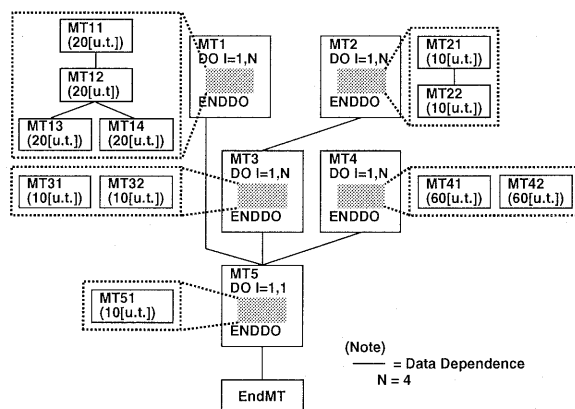 MT11
(20[u.t.])
MT12
(20[u.t])
MT13
(20[u.t.])
MT14
(20[u.t.])
MT1
DO I=1,N
ENDDO
MT2
DO I=1,N
ENDDO
MT21
(10[u.t.])
MT22
(10[u.t.])
MT31
(10[u.t.])
MT32
(10[u.t.])
MT3
DO I=1,N
ENDDO
MT4
DO I=1,N
ENDDO
MT41
(60[u.t.])
MT42
(60[u.t.])
MT51
(10[u.t.])
MT5
DO I=1,1
ENDDO
EndMT
(Note)
= Data Dependence
N = 4